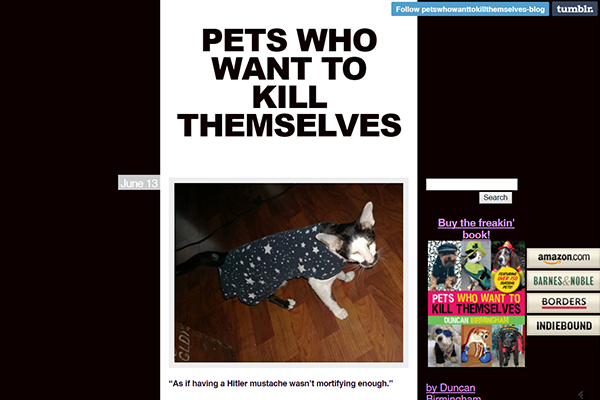 Follow petswhowanttokillthemselves-blog
tumblr.
PETS WHO
WANT TO
KILL
THEMSELVES
June 13
Search
Buy the freakin'
book!
amazon.com
BARNES&NOBLE
BORDERS
INDIEBOUND
FEATURING
OVER 150
SUICIDAL
PETS!
PETS WHO WANT TO
KILL THEMSELVES
DUNCAN BIRMINGHAM
“As if having a Hitler mustache wasn’t mortifying enough.”
by Duncan
Birmingham